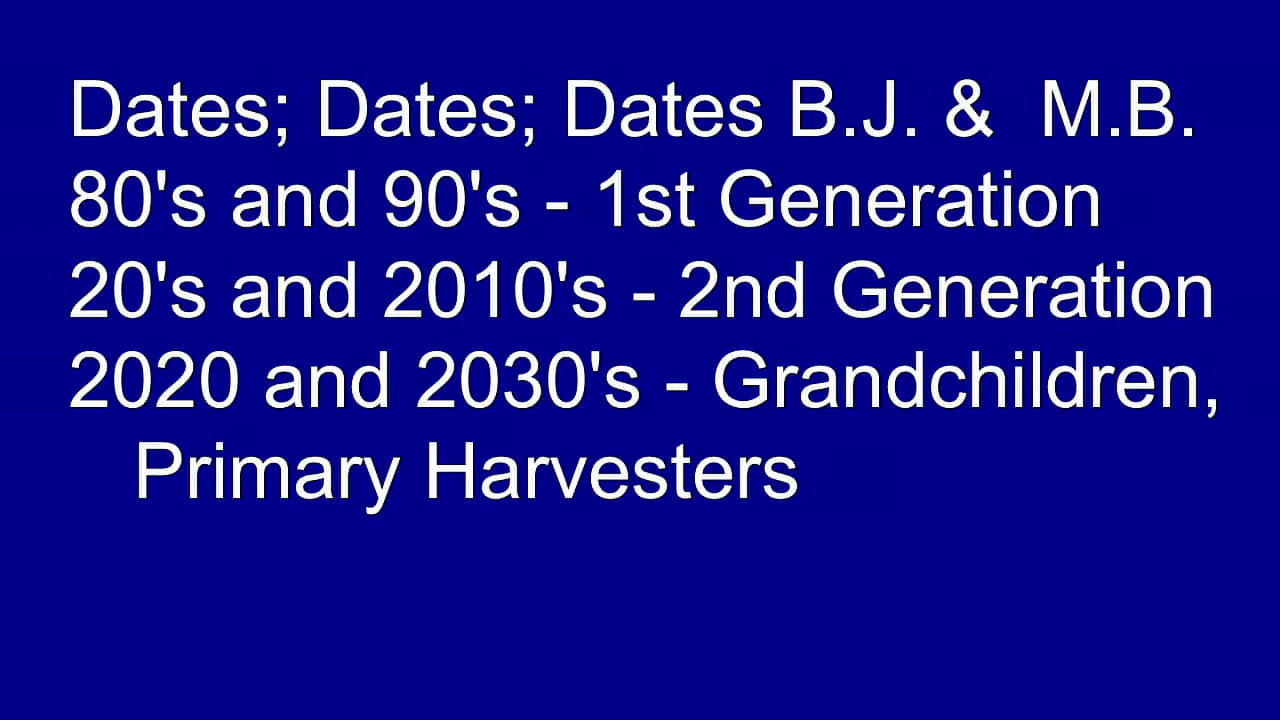 Dates; Dates; Dates B.J. & M.B.
80's and 90's - 1st Generation
20's and 2010's - 2nd Generation
2020 and 2030's - Grandchildren,
Primary Harvesters